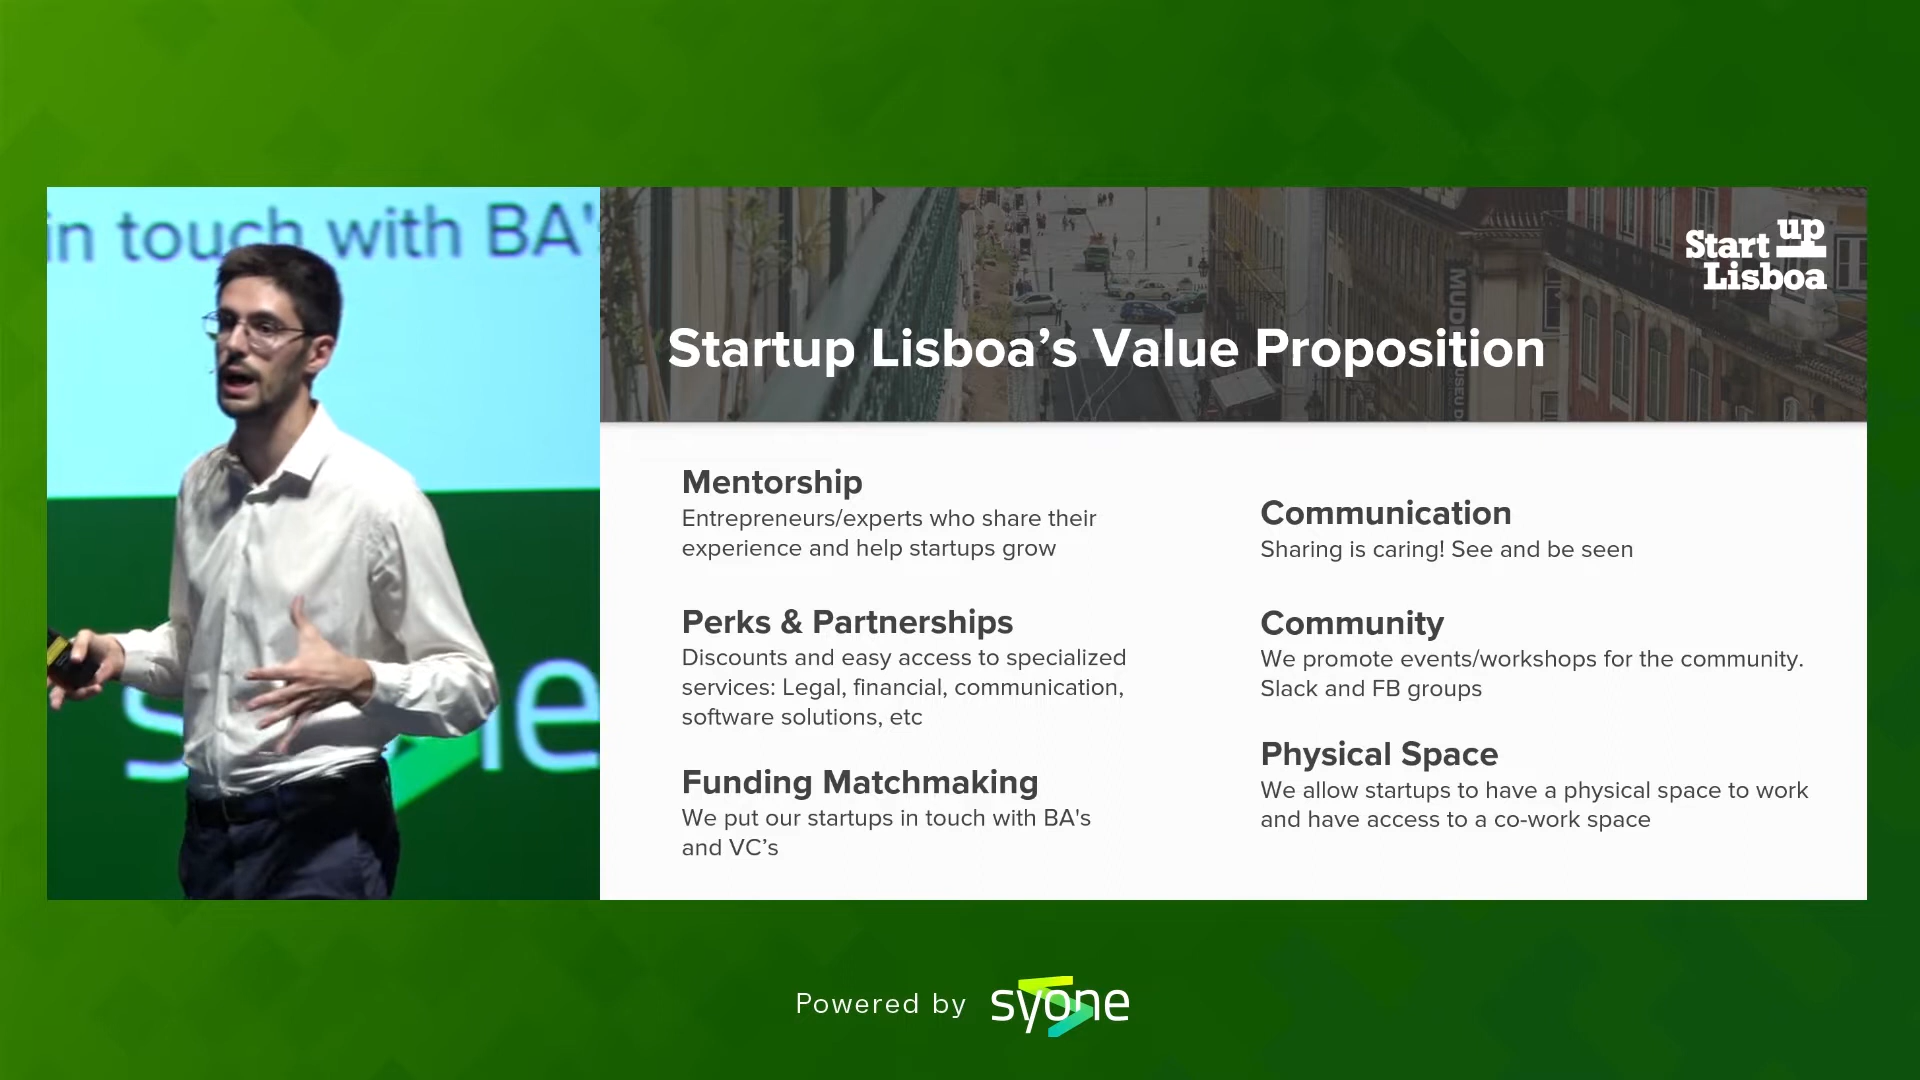 in touch with BA'
s ne
Start up
Lisboa
Startup Lisboa’s Value Proposition
Mentorship
Entrepreneurs/experts who share their
experience and help startups grow
Perks & Partnerships
Discounts and easy access to specialized
services: Legal, financial, communication,
software solutions, etc
Funding Matchmaking
We put our startups in touch with BA's
and VC’s
Communication
Sharing is caring! See and be seen
Community
We promote events/workshops for the community.
Slack and FB groups
Physical Space
We allow startups to have a physical space to work
and have access to a co-work space
Powered by syone